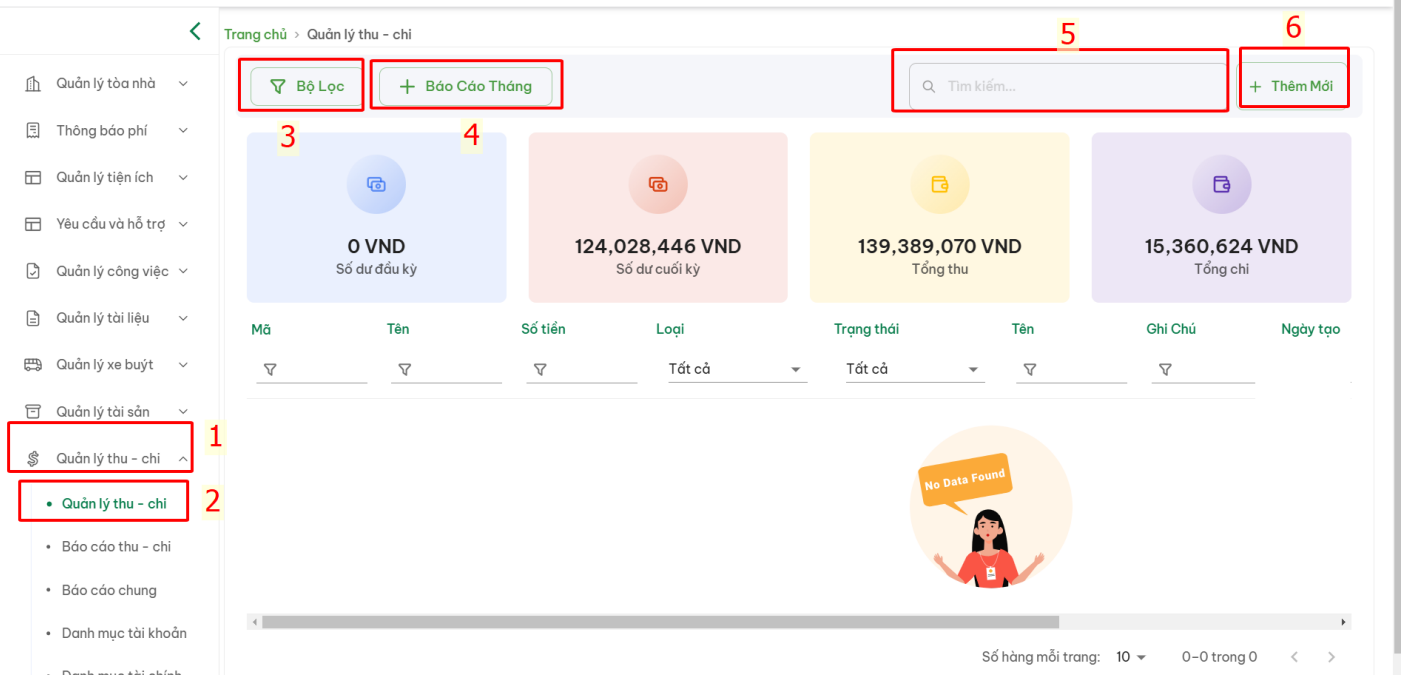 Trang chủ > Quản lý thu - chi
Quản lý tòa nhà
Thông báo phí
Quản lý tiện ích
Yêu cầu và hỗ trợ
Quản lý công việc
Quản lý tài liệu
Quản lý xe buýt
Quản lý tài sản
1
Quản lý thu - chi
2
• Quản lý thu - chi
• Báo cáo thu - chi
• Báo cáo chung
• Danh mục tài khoản
• Danh mục tài chính
5
6
Bộ Lọc
+ Báo Cáo Tháng
Tìm kiếm...
+ Thêm Mới
3
4
0 VND
Số dư đầu kỳ
124,028,446 VND
Số dư cuối kỳ
139,389,070 VND
Tổng thu
15,360,624 VND
Tổng chi
Mã Tên Số tiền Loại Trạng thái Tên Ghi Chú Ngày tạo
Tất cả Tất cả
No Data Found
Số hàng mỗi trang: 10 0–0 trong 0